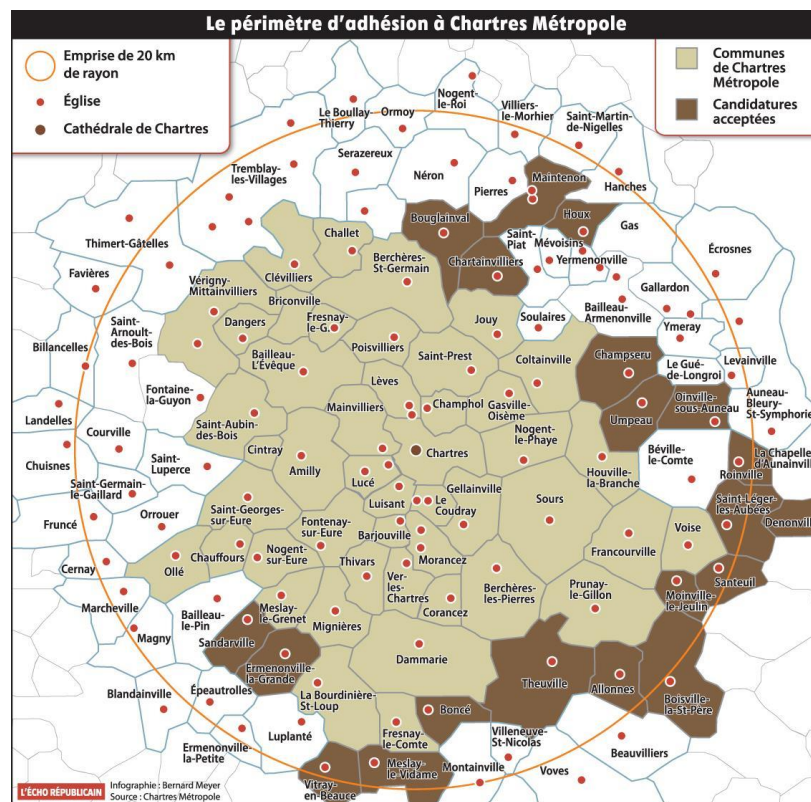 Le périmètre d'adhésion à Chartres Métropole
Emprise de 20 km
de rayon
Église
Cathédrale de Chartres
Communes
de Chartres
Métropole
Candidatures
acceptées
Nogent-
le-Roi
Le Boullay-
Thierry
Ormoy
Villiers-
le-Morhier
Saint-Martin-
de-Nigelles
Serazereux
Tremblay-
les-Villages
Néron
Pierres
Maintenon
Hanches
Bouglainval
Houx
Gas
Challet
Saint-
Piat
Mévoisins
Yermenonville
Écrosnes
Thimert-Gâtelles
Berchères-
St-Germain
Chartainvilliers
Favières
Clévilliers
Vérigny-
Mittainvilliers
Briconville
Gallardon
Bailleau-
Armenonville
Saint-
Arnoult-
des-Bois
Dangers
Fresnay-
le-G.
Jouy
Soulaires
Ymeray
Billancelles
Bailleau-
L'Évêque
Poisvilliers
Saint-Prest
Coltainville
Champseru
Le Gué-
de-Longroi
Levainville
Fontaine-
la-Guyon
Lèves
Mainvilliers
Champhol
Gasville-
Oisème
Oinville-
sous-Auneau
Auneau-
Bleury-
St-Symphorie
Landelles
Courville
Saint-Aubin-
des-Bois
Umpeau
Nogent-
le-Phaye
Chuisnes
Saint-
Luperce
Cintray
Amilly
Chartres
Béville-
le-Comte
La Chapelle
d'Aunainvill
Roinville
Saint-Germain-
le-Gaillard
Lucé
Houville-
la-Branche
Gellainville
Luisant
Le
Coudray
Sours
Saint-Léger-
les-Aubées
Denonville
Fruncé
Orrouer
Saint-Georges-
sur-Eure
Fontenay-
sur-Eure
Barjouville
Voise
Chauffours
Nogent-
sur-Eure
Morancez
Francourville
Cernay
Ollé
Thivars
Ver-
les-
Chartres
Berchères-
les-Pierres
Prunay-
le-Gillon
Santeuil
Moinville-
le-Jeulin
Marcheville
Bailleau-
le-Pin
Meslay-
le-Grenet
Mignières
Corancez
Magny
Sandarville
Dammarie
Ermenonville-
la-Grande
Theuville
Allonnes
Boisville-
la-St-Père
Blandainville
Épeautrolles
La Bourdinière-
St-Loup
Boncé
Ermenonville-
la-Petite
Luplanté
Fresnay-
le-Comte
Villeneuve-
St-Nicolas
Beauvilliers
Vitray-
en-Beauce
Meslay-
le-Vidame
Montainville
Voves
L'ÉCHO RÉPUBLICAIN
Infographie : Bernard Meyer
Source : Chartres Métropole